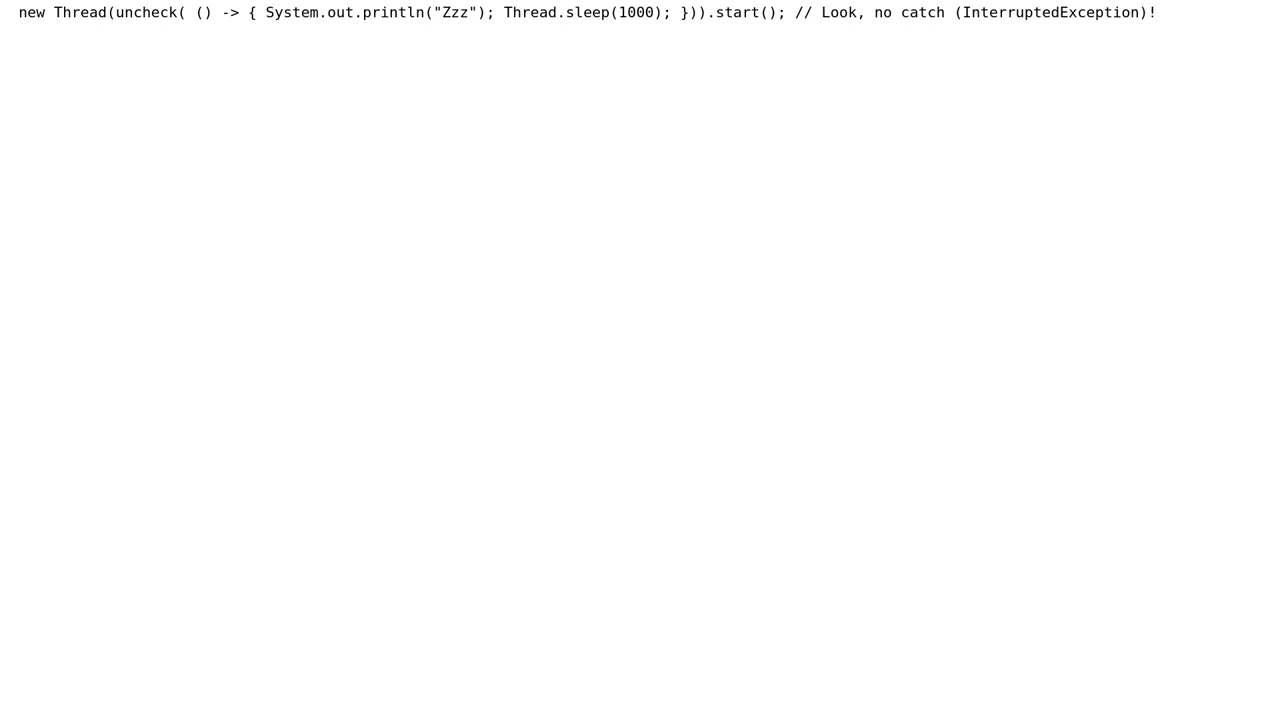 new Thread(uncheck( () -> { System.out.println("Zzz"); Thread.sleep(1000); })).start(); // Look, no catch (InterruptedException)!